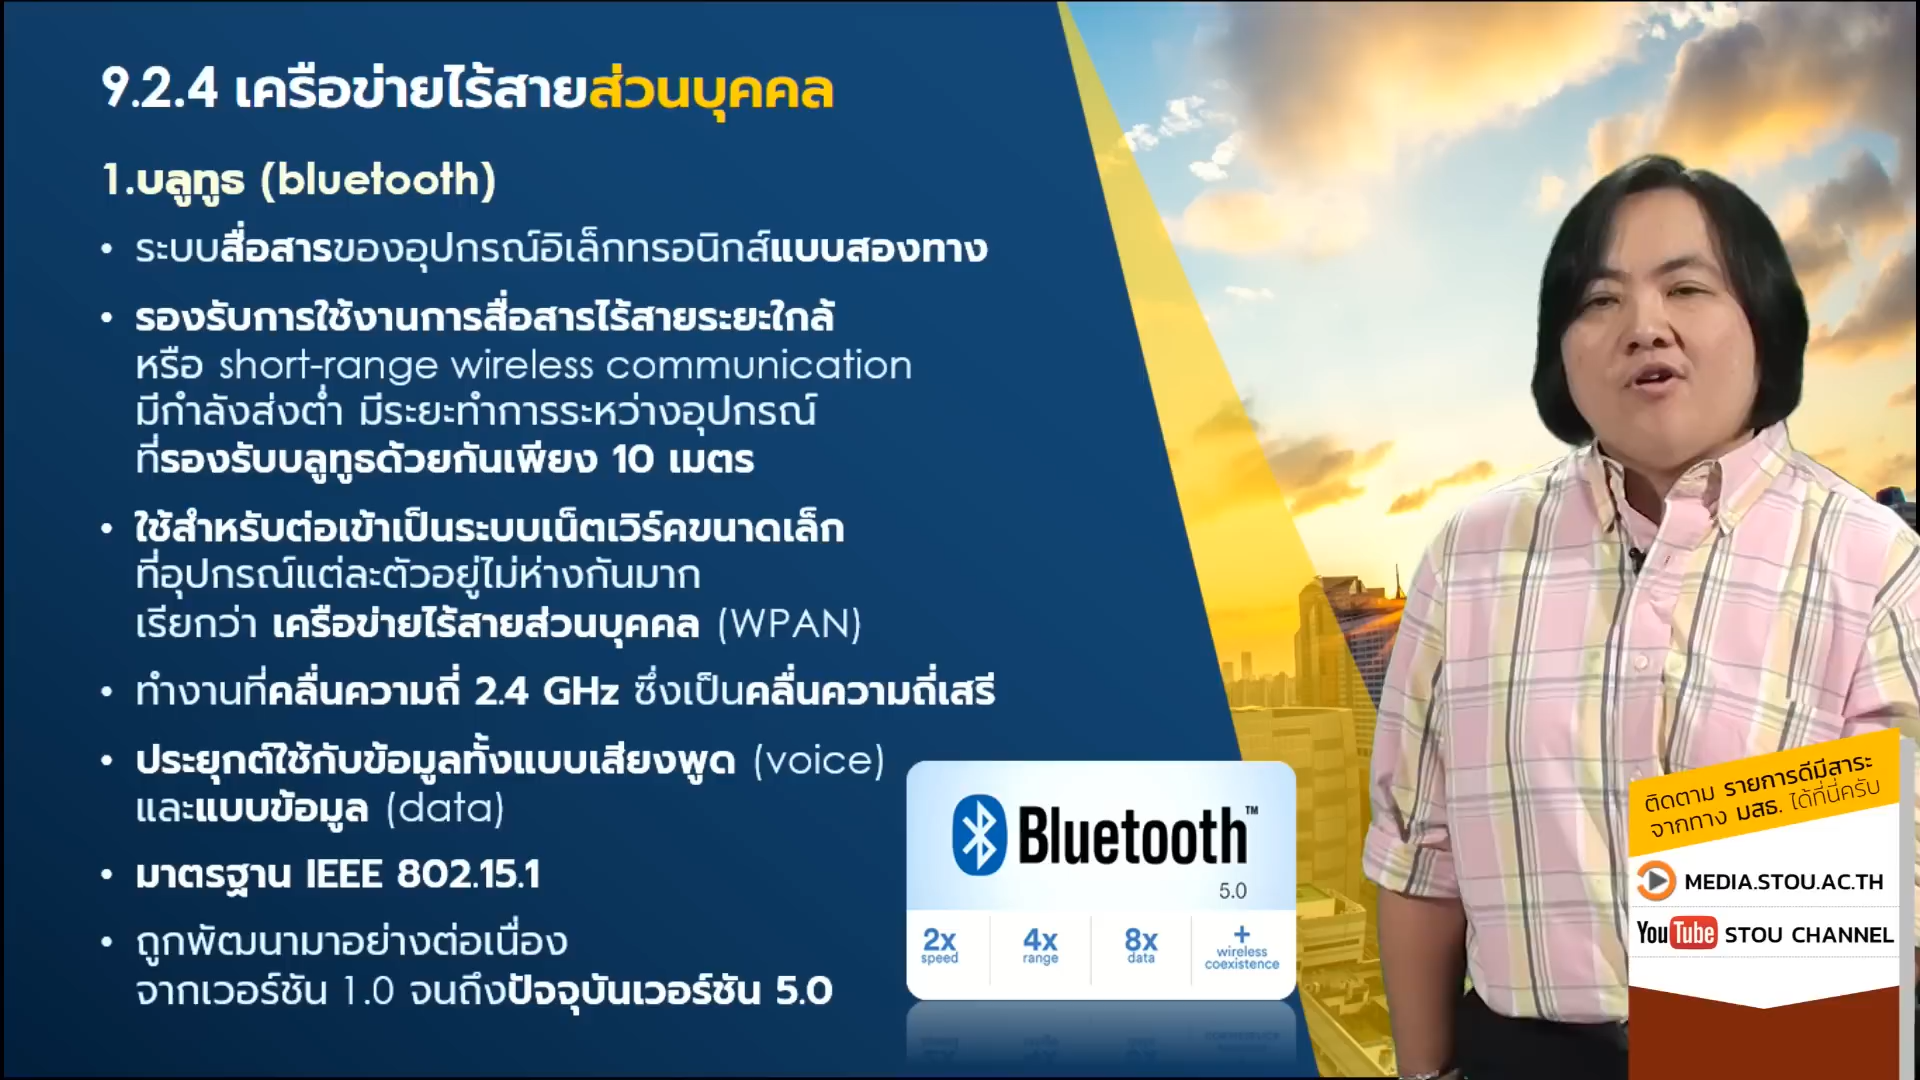 9.2.4 เครือข่ายไร้สายส่วนบุคคล
1.บลูทูธ (bluetooth)
• ระบบสื่อสารของอุปกรณ์อิเล็กทรอนิกส์แบบสองทาง
• รองรับการใช้งานการสื่อสารไร้สายระยะใกล้
หรือ short-range wireless communication
มีกำลังส่งต่ำ มีระยะทำการระหว่างอุปกรณ์
ที่รองรับบลูทูธด้วยกันเพียง 10 เมตร
• ใช้สำหรับต่อเข้าเป็นระบบเน็ตเวิร์คขนาดเล็ก
ที่อุปกรณ์แต่ละตัวอยู่ไม่ห่างกันมาก
เรียกว่า เครือข่ายไร้สายส่วนบุคคล (WPAN)
• ทำงานที่คลื่นความถี่ 2.4 GHz ซึ่งเป็นคลื่นความถี่เสรี
• ประยุกต์ใช้กับข้อมูลทั้งแบบเสียงพูด (voice)
และแบบข้อมูล (data)
• มาตรฐาน IEEE 802.15.1
• ถูกพัฒนามาอย่างต่อเนื่อง
จากเวอร์ชัน 1.0 จนถึงปัจจุบันเวอร์ชัน 5.0
Bluetooth™
5.0
2x speed
4x range
8x data
+ wireless coexistence
ติดตาม รายการดีมีสาระ
จากทาง มสธ. ได้ที่นี่ครับ
MEDIA.STOU.AC.TH
YouTube STOU CHANNEL